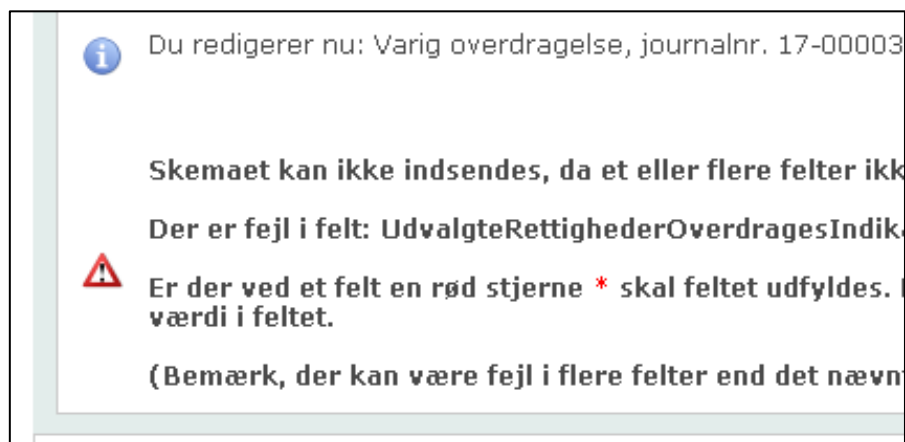 Du redigerer nu: Varig overdragelse, journalnr. 17-00003
Skemaet kan ikke indsendes, da et eller flere felter ikk
Der er fejl i felt: UdvalgteRettighederOverdragesIndik
Er der ved et felt en rød stjerne * skal feltet udfyldes.
værdi i feltet.
(Bemærk, der kan være fejl i flere felter end det nævn